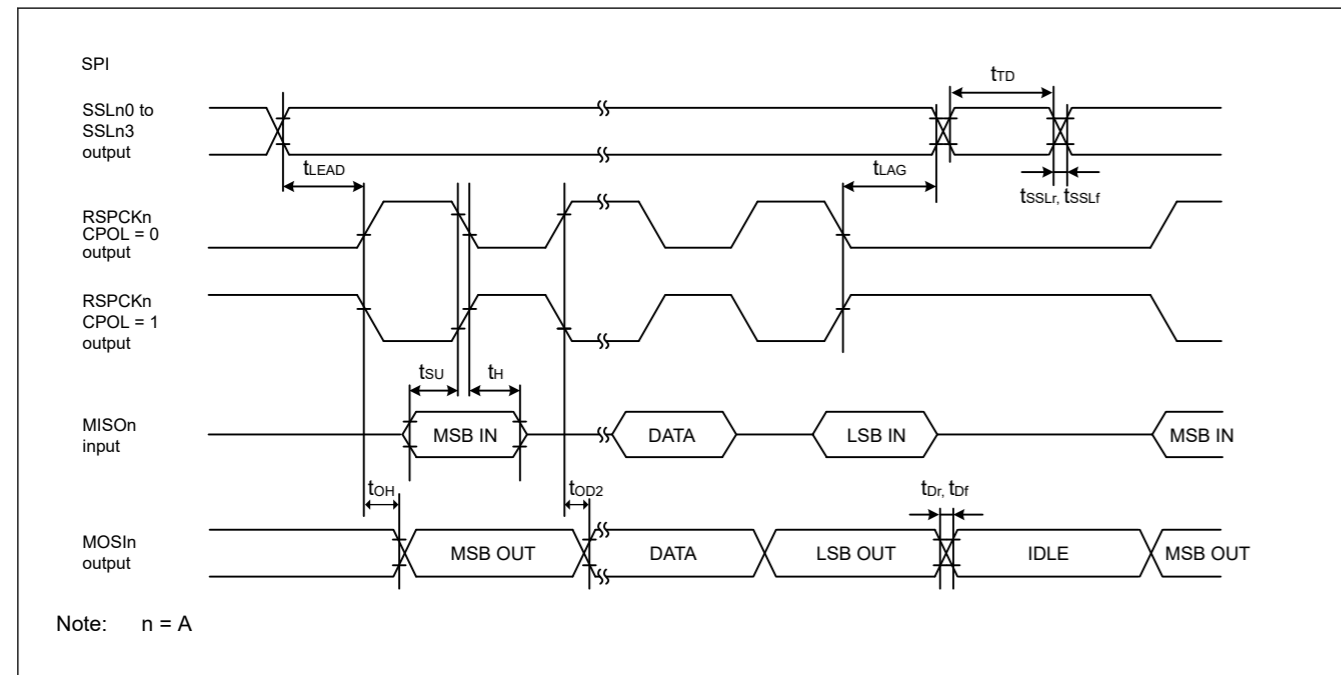 SPI
SSLn0 to
SSLn3
output
tTD
tLEAD
tLAG
tSSLr, tSSLf
RSPCKn
CPOL = 0
output
RSPCKn
CPOL = 1
output
tSU
tH
MISOn
input
MSB IN
DATA
LSB IN
MSB IN
tOH
tOD2
tDr, tDf
MOSIn
output
MSB OUT
DATA
LSB OUT
IDLE
MSB OUT
Note: n = A